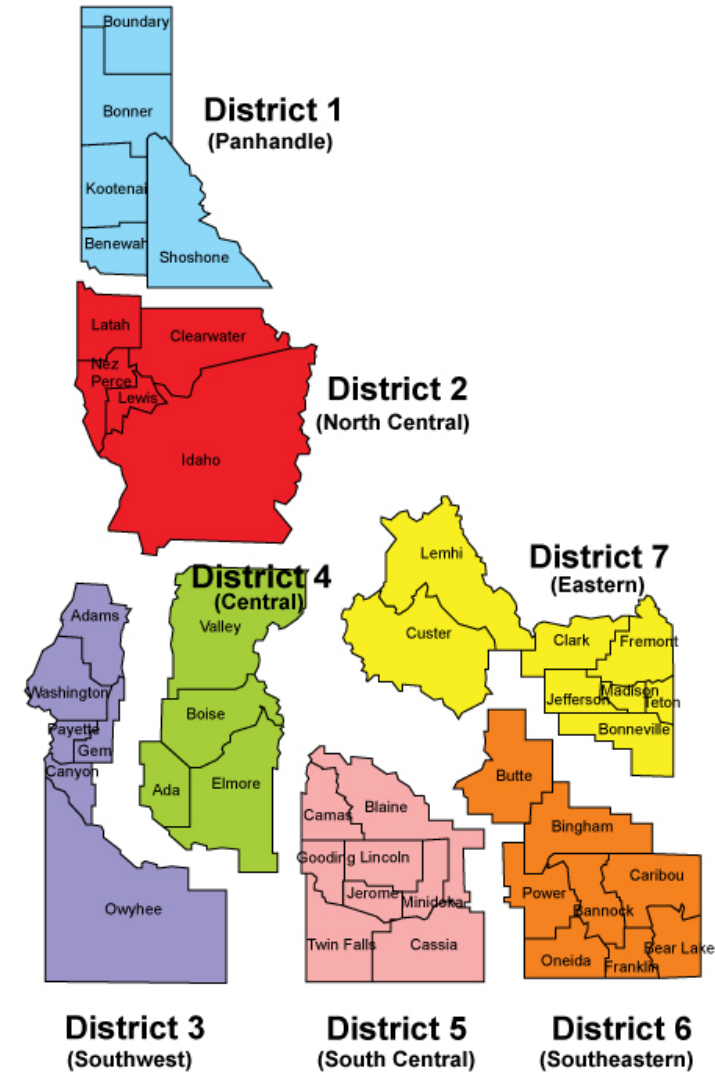 Boundary
Bonner
Kootenai
Benewah
Shoshone
District 1
(Panhandle)
Latah
Clearwater
Nez
Perce
Lewis
Idaho
District 2
(North Central)
District 4
(Central)
Valley
Boise
Ada
Elmore
Adams
Washington
Payette
Gem
Canyon
Owyhee
District 3
(Southwest)
Lemhi
Custer
Clark
Fremont
Jefferson
Madison
Teton
Bonneville
District 7
(Eastern)
Camas
Blaine
Gooding
Lincoln
Jerome
Minidoka
Twin Falls
Cassia
District 5
(South Central)
Butte
Bingham
Power
Bannock
Caribou
Oneida
Franklin
Bear Lake
District 6
(Southeastern)